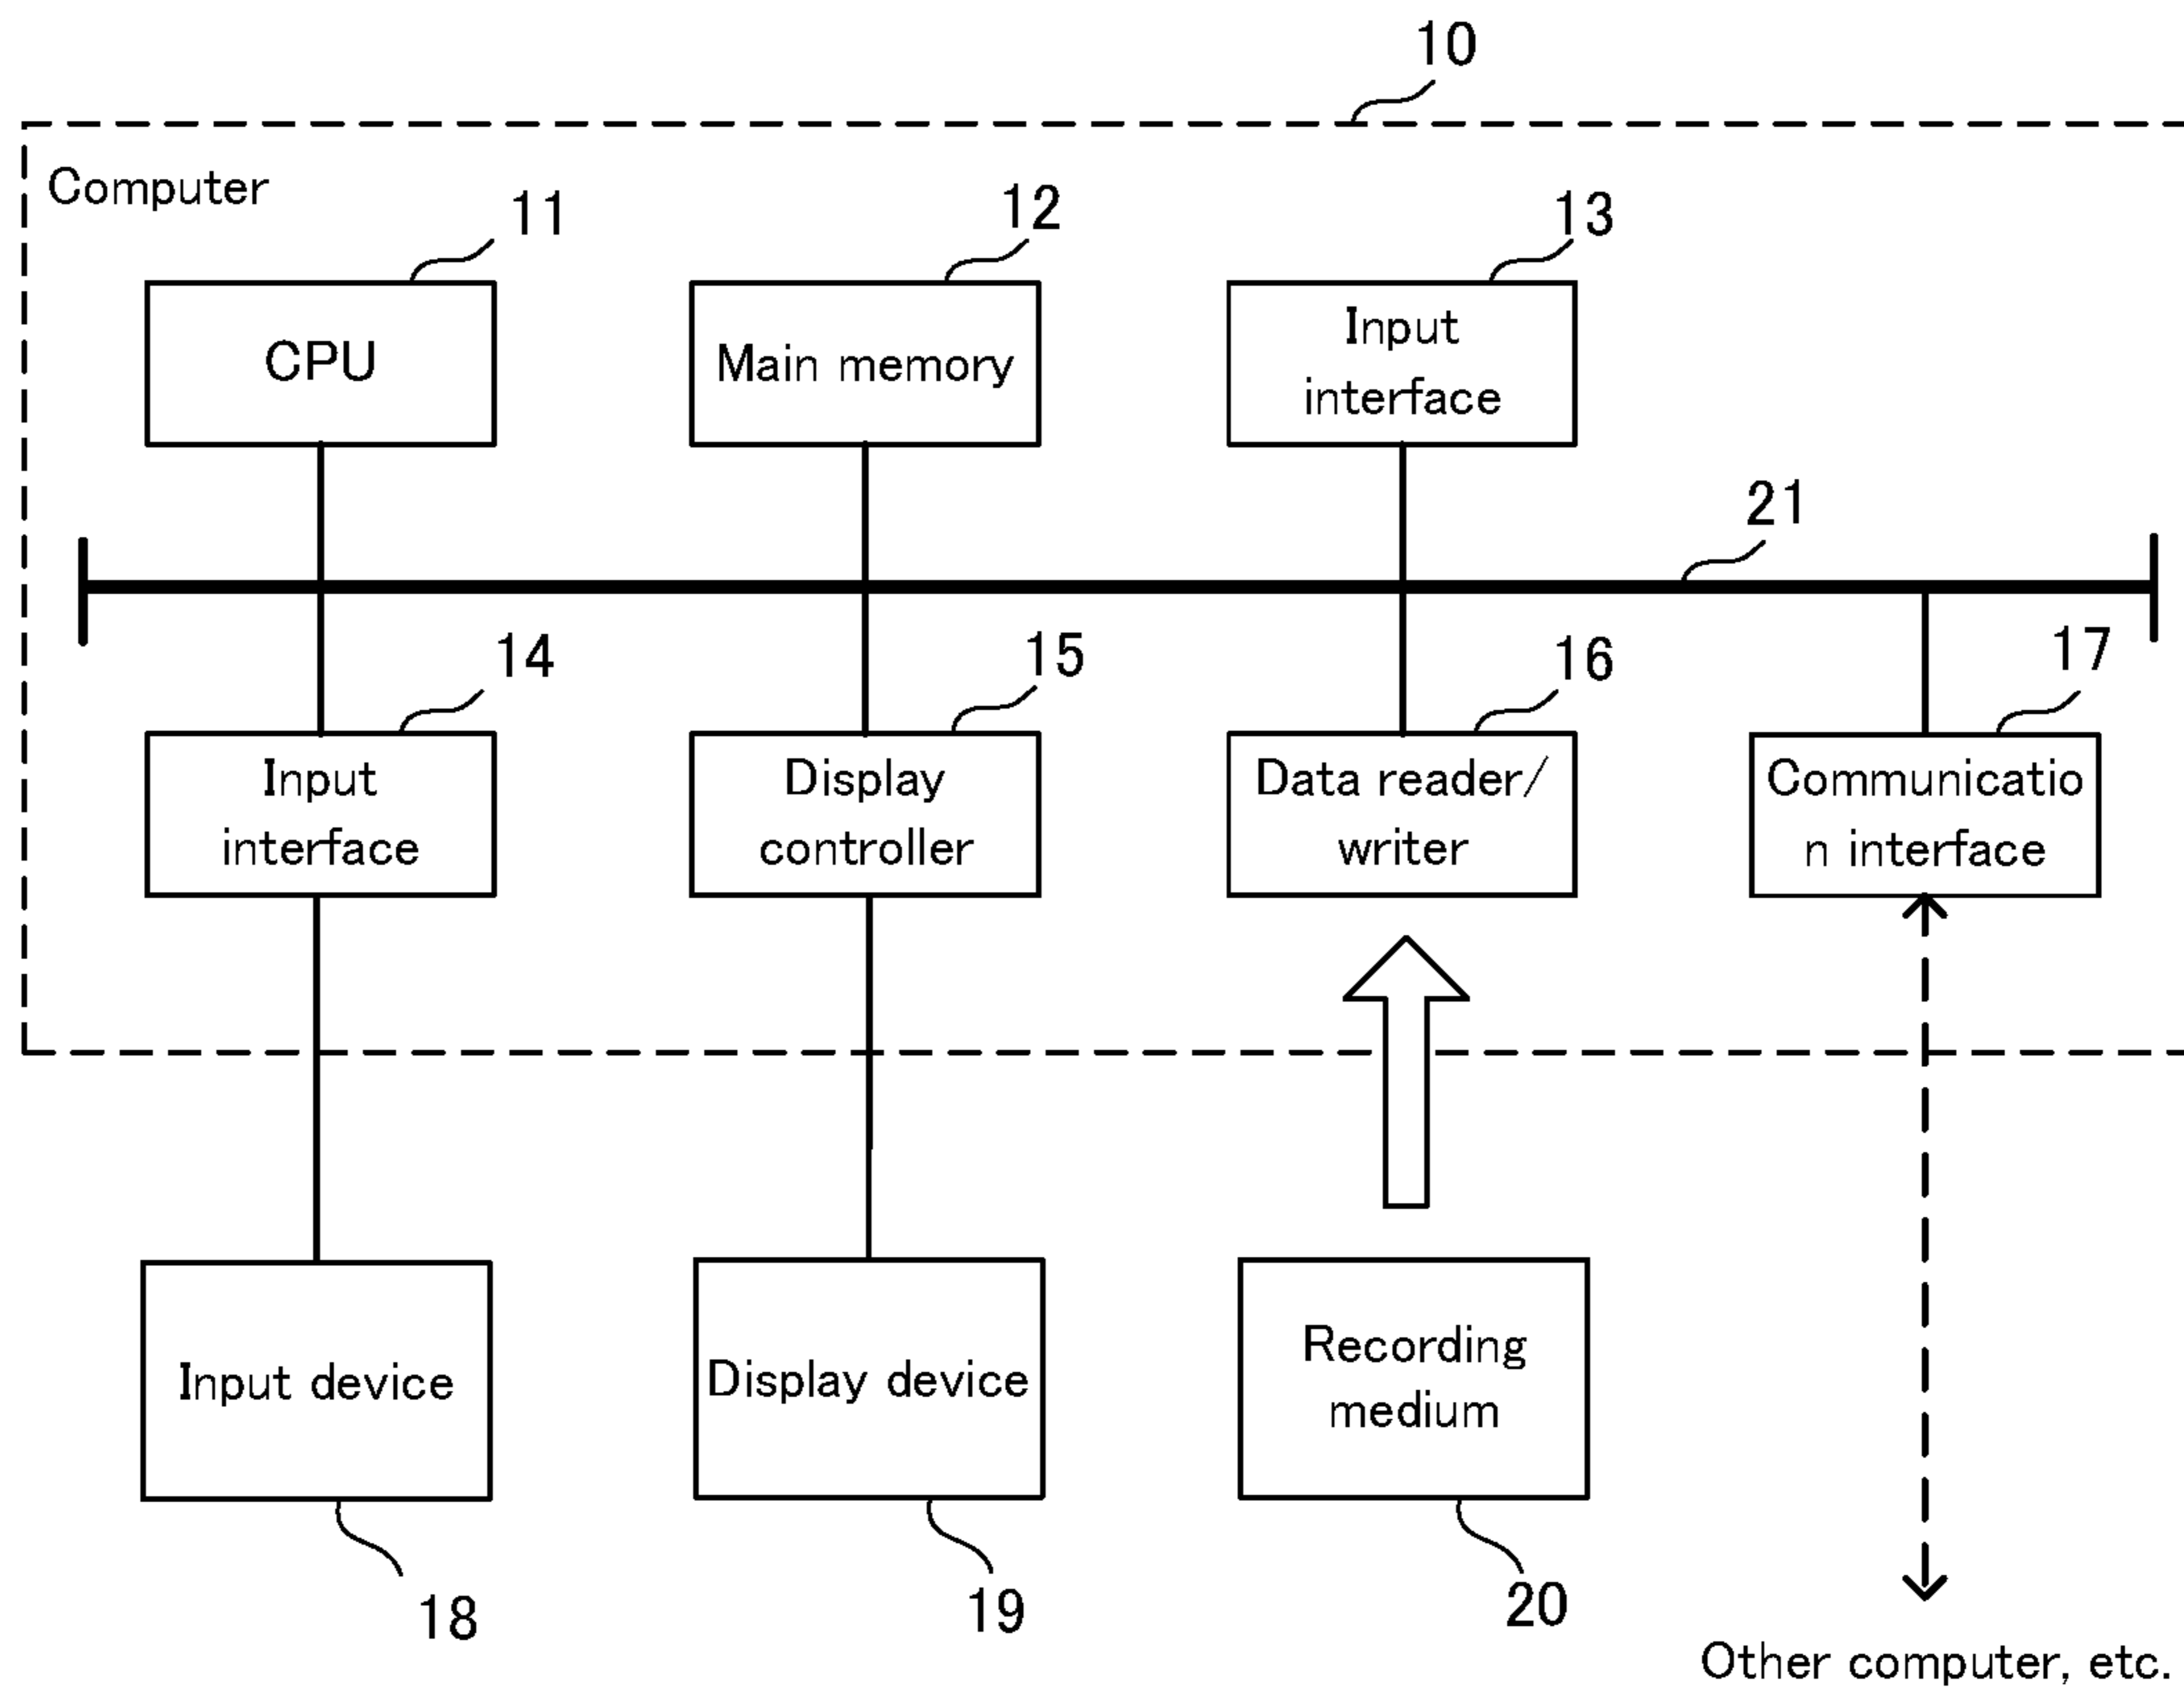 10
Computer
11
12
13
CPU
Main memory
Input
interface
21
14
15
16
17
Input
interface
Display
controller
Data reader/
writer
Communicatio
n interface
Input device
Display device
Recording
medium
18
19
20
Other computer, etc.